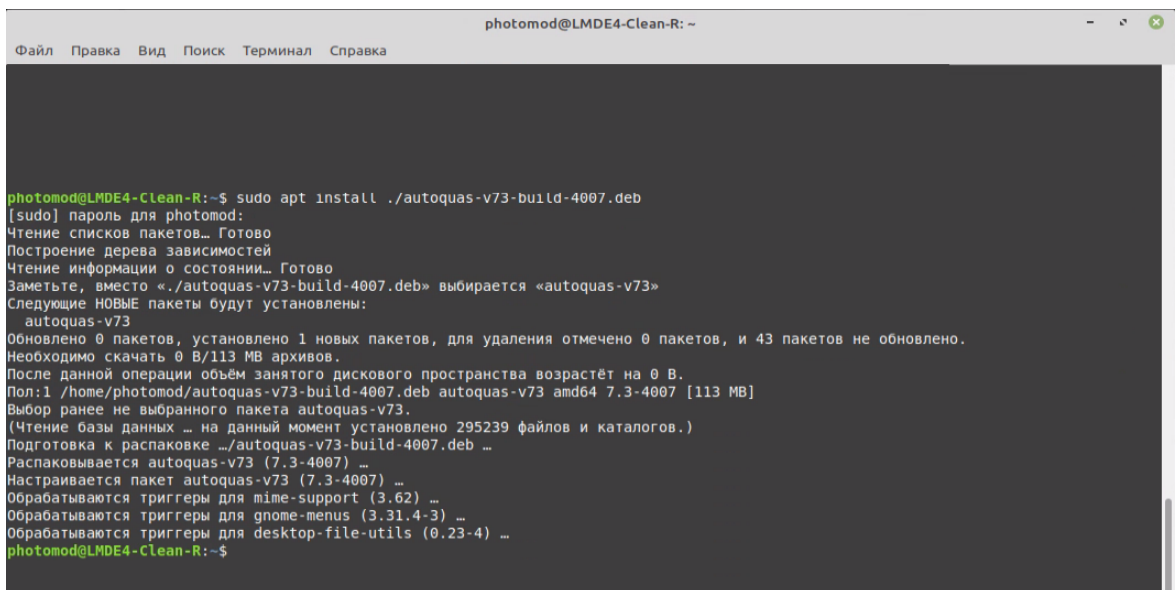 photomod@LMDE4-Clean-R: ~
Файл Правка Вид Поиск Терминал Справка
photomod@LMDE4-Clean-R:~$ sudo apt install ./autoquas-v73-build-4007.deb
[sudo] пароль для photomod:
Чтение списков пакетов… Готово
Построение дерева зависимостей
Чтение информации о состоянии… Готово
Заметьте, вместо «./autoquas-v73-build-4007.deb» выбирается «autoquas-v73»
Следующие НОВЫЕ пакеты будут установлены:
autoquas-v73
Обновлено 0 пакетов, установлено 1 новых пакетов, для удаления отмечено 0 пакетов, и 43 пакетов не обновлено.
Необходимо скачать 0 B/113 MB архивов.
После данной операции объём занятого дискового пространства возрастёт на 0 B.
Пол:1 /home/photomod/autoquas-v73-build-4007.deb autoquas-v73 amd64 7.3-4007 [113 MB]
Выбор ранее не выбранного пакета autoquas-v73.
(Чтение базы данных … на данный момент установлено 295239 файлов и каталогов.)
Подготовка к распаковке …/autoquas-v73-build-4007.deb …
Распаковывается autoquas-v73 (7.3-4007) …
Настраивается пакет autoquas-v73 (7.3-4007) …
Обрабатываются триггеры для mime-support (3.62) …
Обрабатываются триггеры для gnome-menus (3.31.4-3) …
Обрабатываются триггеры для desktop-file-utils (0.23-4) …
photomod@LMDE4-Clean-R:~$